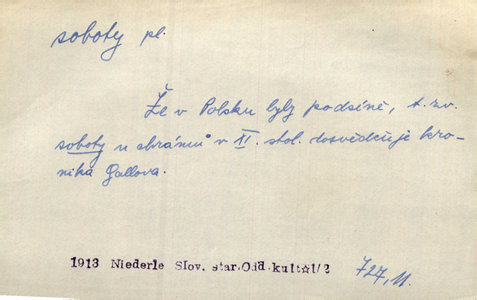 soboty pl.
Že v Polsku byly podsíně, t. zv.
soboty u chrámů v XI. stol. dosvědčuje kro-
nika Gallova.
1913 Niederle Slov. star.Odd.kult☆1/2
727, 11.